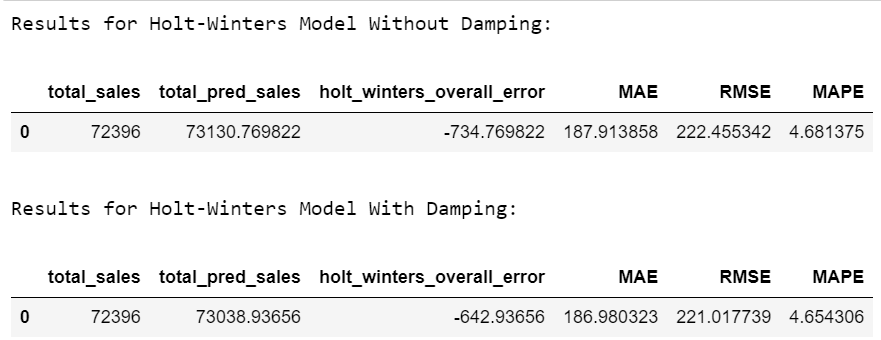 Results for Holt-Winters Model Without Damping:
total_sales total_pred_sales holt_winters_overall_error MAE RMSE MAPE
0 72396 73130.769822 -734.769822 187.913858 222.455342 4.681375
Results for Holt-Winters Model With Damping:
total_sales total_pred_sales holt_winters_overall_error MAE RMSE MAPE
0 72396 73038.93656 -642.93656 186.980323 221.017739 4.654306